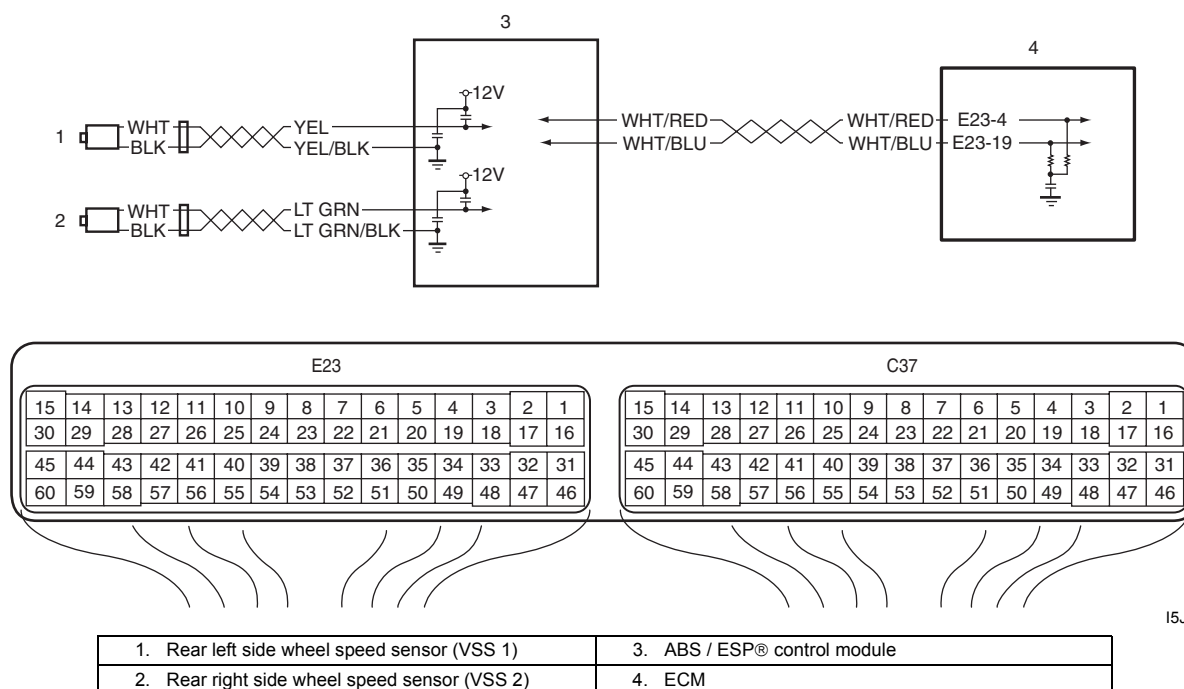 3
4
12V
1 WHT YEL WHT/RED WHT/RED E23-4
BLK YEL/BLK WHT/BLU WHT/BLU E23-19
12V
2 WHT LT GRN
BLK LT GRN/BLK
E23 C37
15 14 13 12 11 10 9 8 7 6 5 4 3 2 1 15 14 13 12 11 10 9 8 7 6 5 4 3 2 1
30 29 28 27 26 25 24 23 22 21 20 19 18 17 16 30 29 28 27 26 25 24 23 22 21 20 19 18 17 16
45 44 43 42 41 40 39 38 37 36 35 34 33 32 31 45 44 43 42 41 40 39 38 37 36 35 34 33 32 31
60 59 58 57 56 55 54 53 52 51 50 49 48 47 46 60 59 58 57 56 55 54 53 52 51 50 49 48 47 46
1. Rear left side wheel speed sensor (VSS 1) 3. ABS / ESP® control module
2. Rear right side wheel speed sensor (VSS 2) 4. ECM